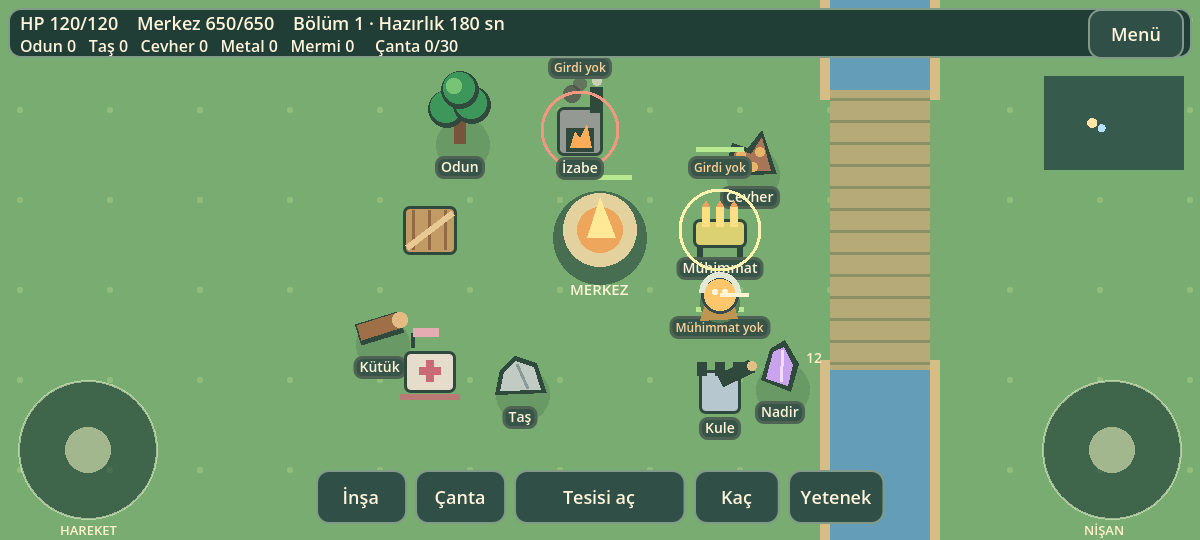 HP 120/120 Merkez 650/650 Bölüm 1 · Hazırlık 180 sn
Odun 0 Taş 0 Cevher 0 Metal 0 Mermi 0 Çanta 0/30
Menü
Girdi yok
Odun
İzabe
Girdi yok
Cevher
Mühimmat
MERKEZ
Mühimmat yok
12
Kütük
Taş
Nadir
Kule
İnşa
Çanta
Tesisi aç
Kaç
Yetenek
HAREKET
NİŞAN